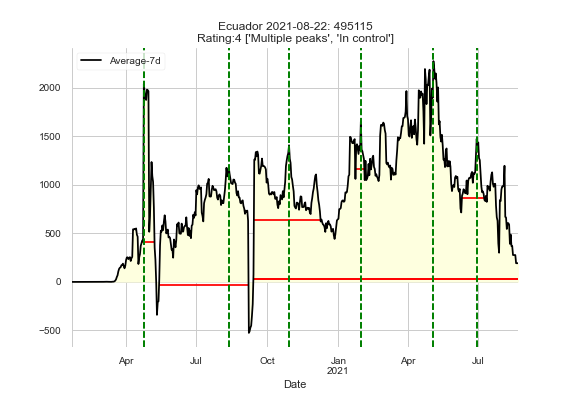 Ecuador 2021-08-22: 495115
Rating:4 ['Multiple peaks', 'In control']
Average-7d
2000
1500
1000
500
0
−500
Apr Jul Oct Jan Apr Jul
2021
Date